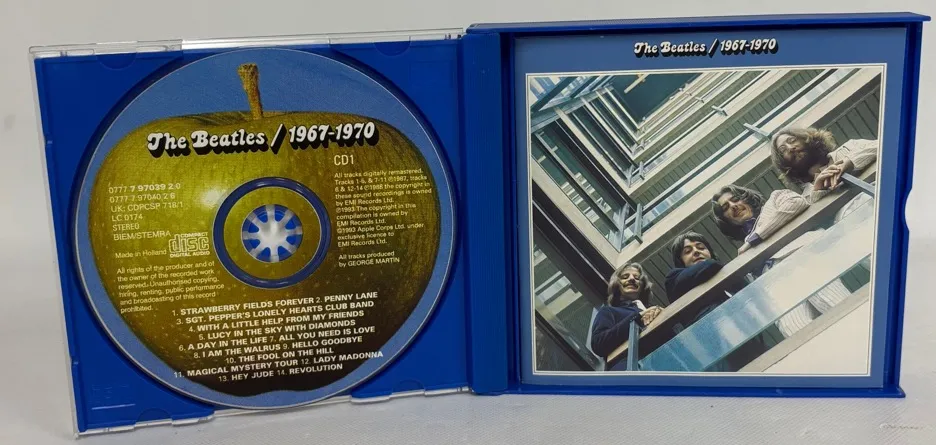 The Beatles / 1967-1970
CD1
0777 7 97039 2 0
0777 7 97040 2 6
UK: CDPCSP 718/1
LC 0174
STEREO
BIEM/STEMRA
Made in Holland
COMPACT
disc
DIGITAL AUDIO
All rights of the producer and of
the owner of the recorded work
reserved. Unauthorised copying,
hiring, renting, public performance
and broadcasting of this record
prohibited.
All tracks digitally remastered.
Tracks 1-5, & 7-11 ℗1967, tracks
6 & 12-14 ℗1968 the copyright in
these sound recordings is owned
by EMI Records Ltd.
©1993 The copyright in this
compilation is owned by
EMI Records Ltd.
©1993 Apple Corps Ltd. under
exclusive licence to
EMI Records Ltd.
All tracks produced
by GEORGE MARTIN
1. STRAWBERRY FIELDS FOREVER 2. PENNY LANE
3. SGT. PEPPER'S LONELY HEARTS CLUB BAND
4. WITH A LITTLE HELP FROM MY FRIENDS
5. LUCY IN THE SKY WITH DIAMONDS
6. A DAY IN THE LIFE 7. ALL YOU NEED IS LOVE
8. I AM THE WALRUS 9. HELLO GOODBYE
10. THE FOOL ON THE HILL
11. MAGICAL MYSTERY TOUR 12. LADY MADONNA
13. HEY JUDE 14. REVOLUTION
The Beatles / 1967-1970